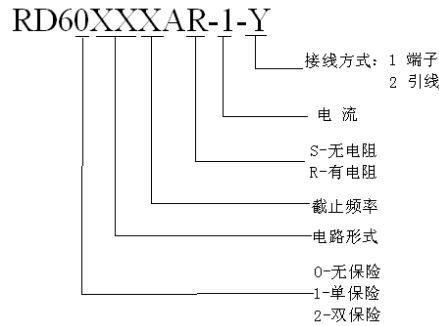 RD60XXXAR-1-Y
接线方式：1 端子
2 引线
电 流
S-无电阻
R-有电阻
截止频率
电路形式
0-无保险
1-单保险
2-双保险